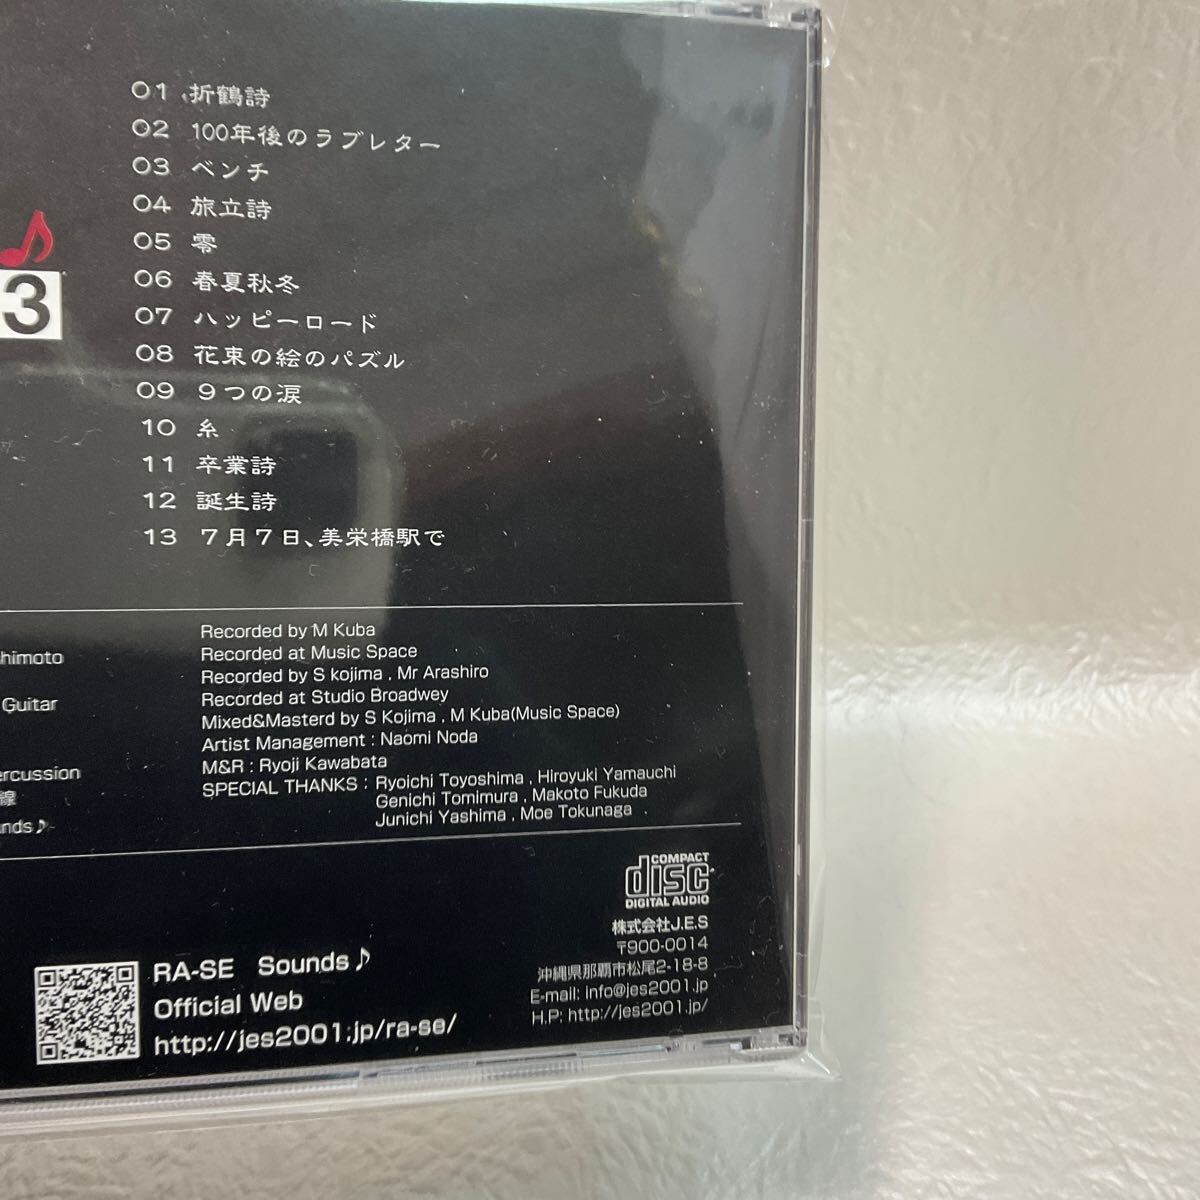 01 折鶴詩
02 100年後のラブレター
03 ベンチ
04 旅立詩
05 零
06 春夏秋冬
07 ハッピーロード
08 花束の絵のパズル
09 9つの涙
10 糸
11 卒業詩
12 誕生詩
13 7月7日、美栄橋駅で
3
himoto
Guitar
ercussion
線
nds♪
Recorded by M Kuba
Recorded at Music Space
Recorded by S kojima , Mr Arashiro
Recorded at Studio Broadwey
Mixed&Masterd by S Kojima , M Kuba(Music Space)
Artist Management : Naomi Noda
M&R : Ryoji Kawabata
SPECIAL THANKS : Ryoichi Toyoshima , Hiroyuki Yamauchi
Genichi Tomimura , Makoto Fukuda
Junichi Yashima , Moe Tokunaga
COMPACT
disc
DIGITAL AUDIO
株式会社J.E.S
〒900-0014
沖縄県那覇市松尾2-18-8
E-mail: info@jes2001.jp
H.P: http://jes2001.jp/
RA-SE Sounds♪
Official Web
http://jes2001.jp/ra-se/